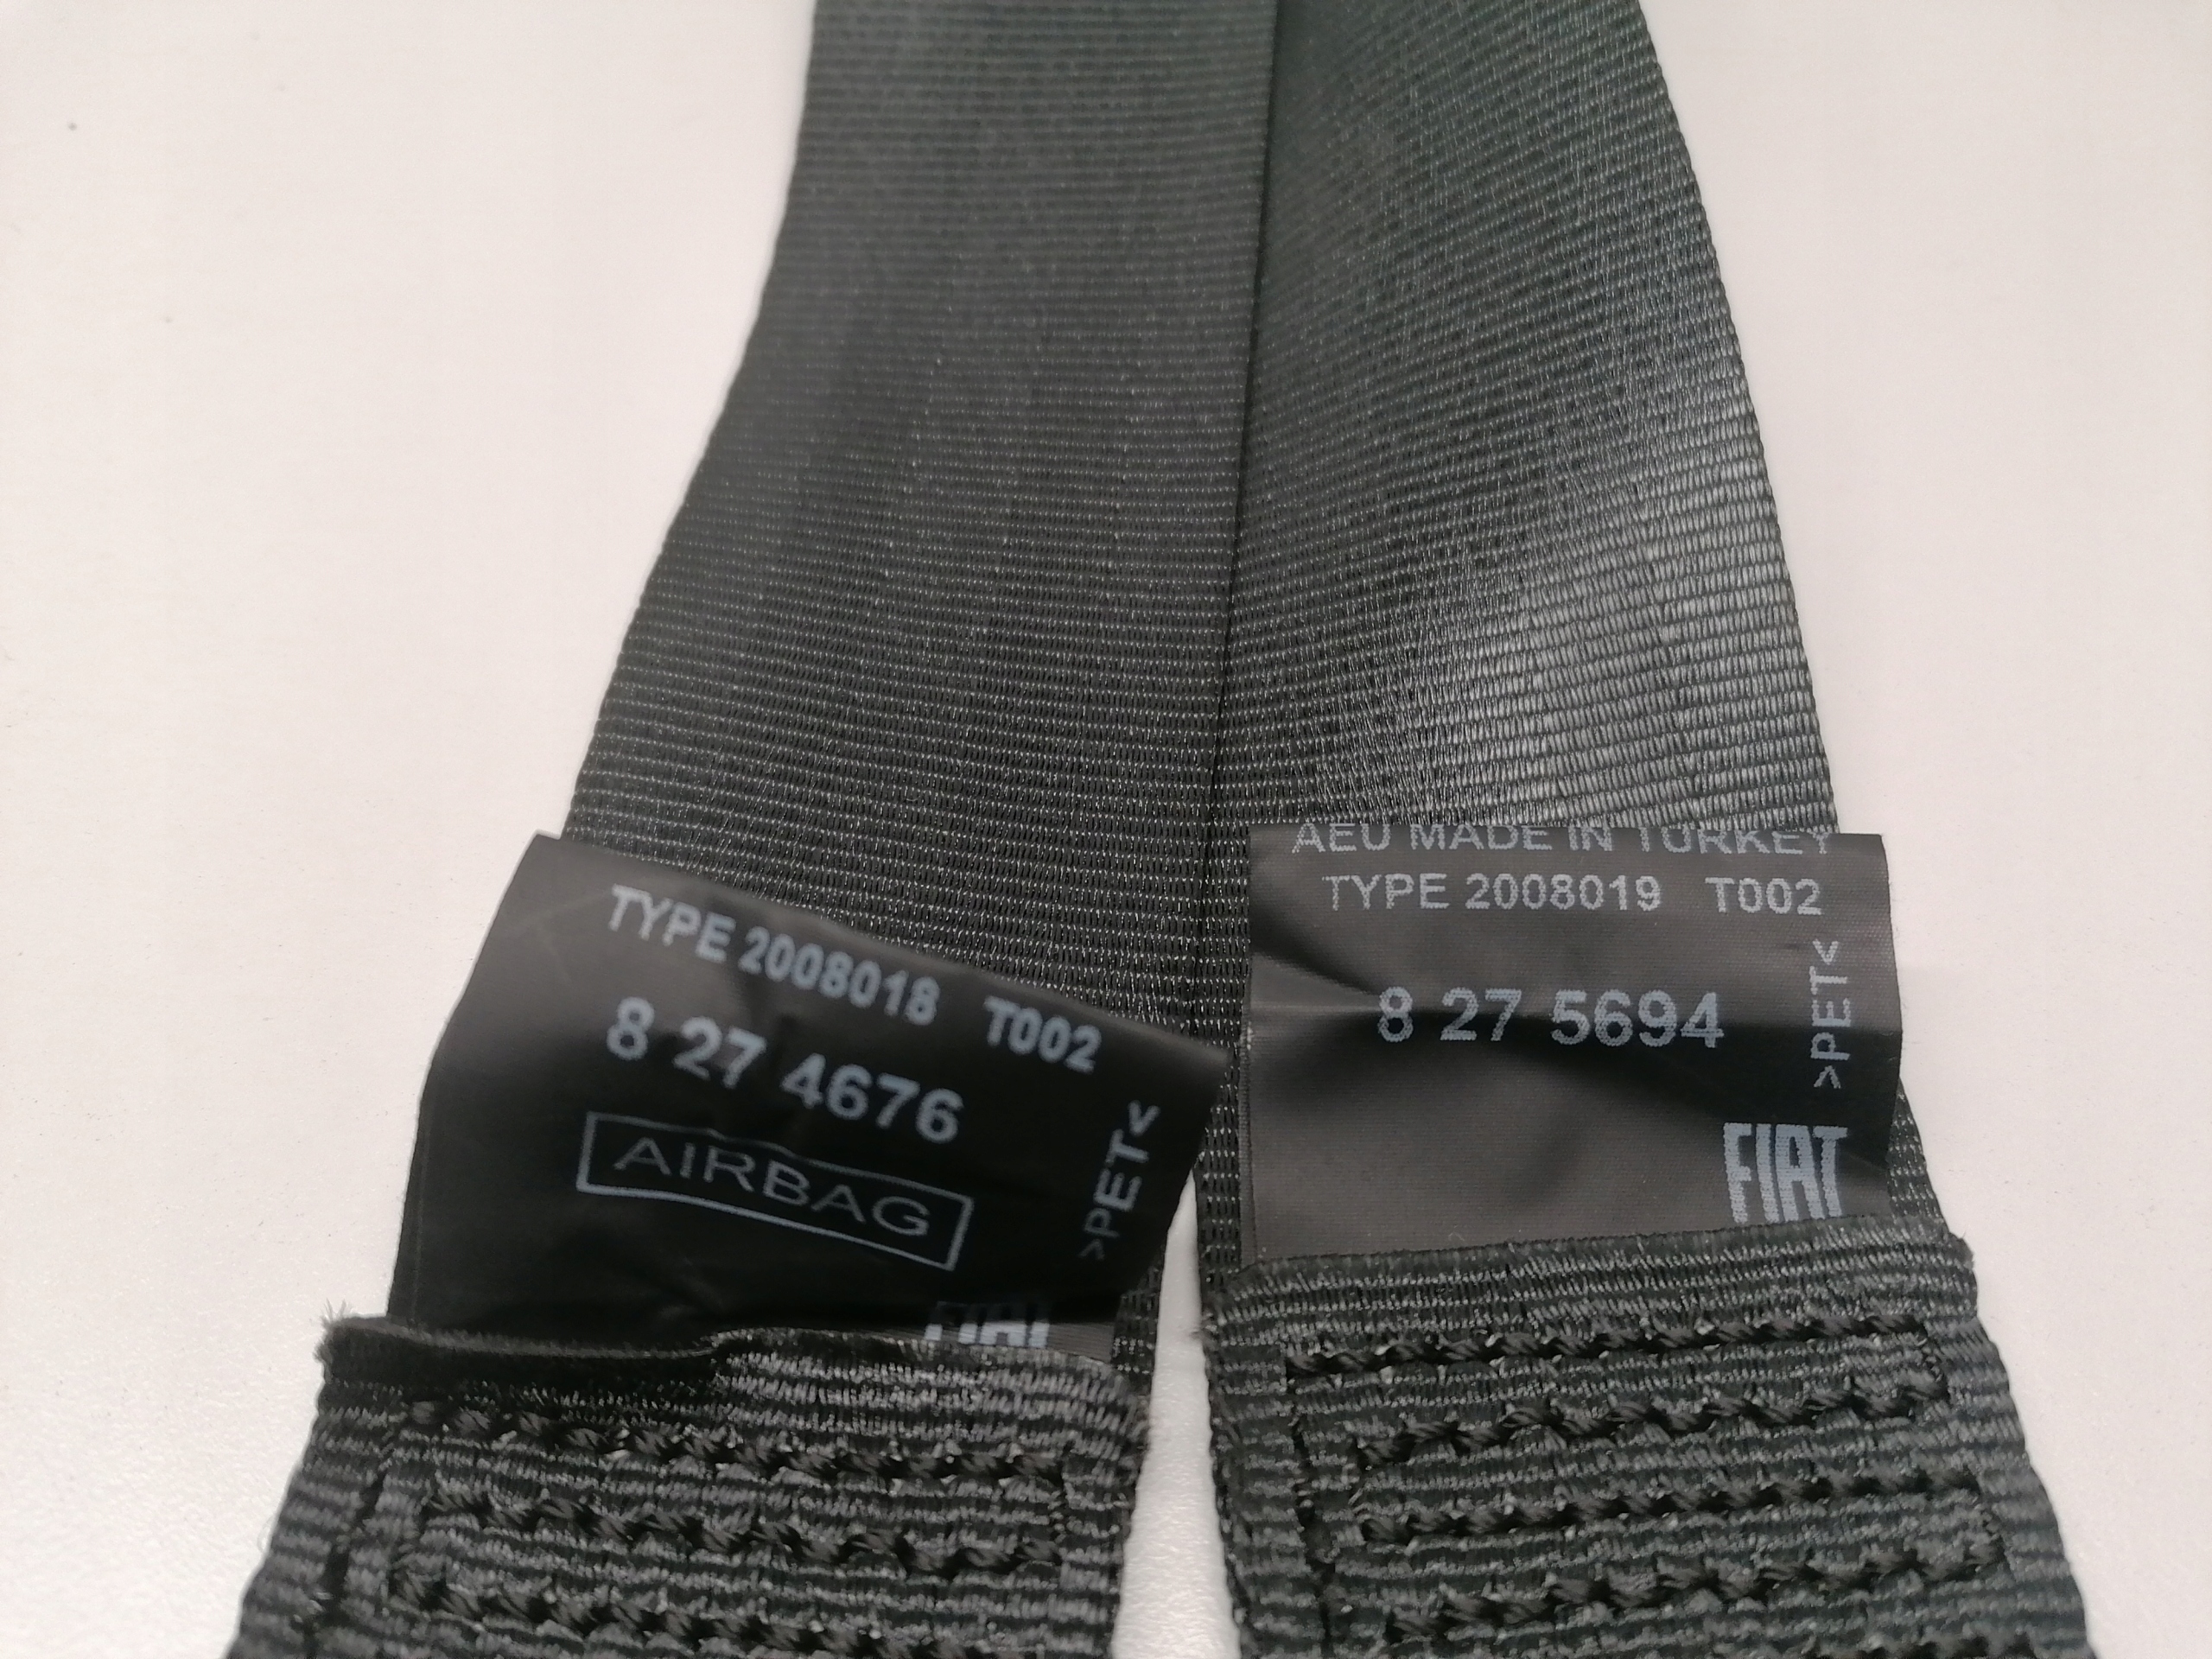 TYPE 2008018 T002
8 27 4676
AIRBAG
>PET<
FIAT
AEU MADE IN TURKEY
TYPE 2008019 T002
8 27 5694
>PET<
FIAT